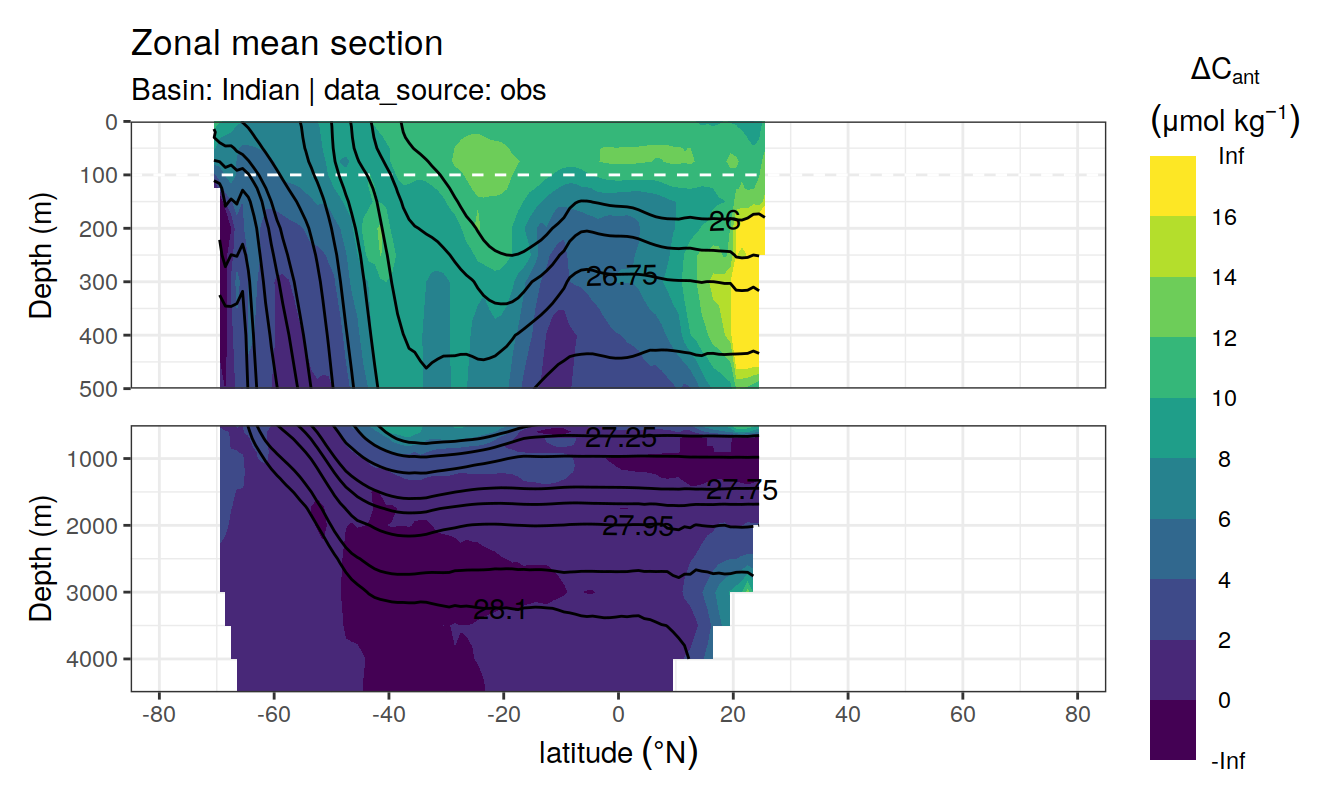 Zonal mean section
Basin: Indian | data_source: obs
ΔCant
(μmol kg⁻¹)
Inf
16
14
12
10
8
6
4
2
0
-Inf
Depth (m)
0
100
200
300
400
500
26
26.75
Depth (m)
1000
2000
3000
4000
27.25
27.75
27.95
28.1
-80 -60 -40 -20 0 20 40 60 80
latitude (°N)